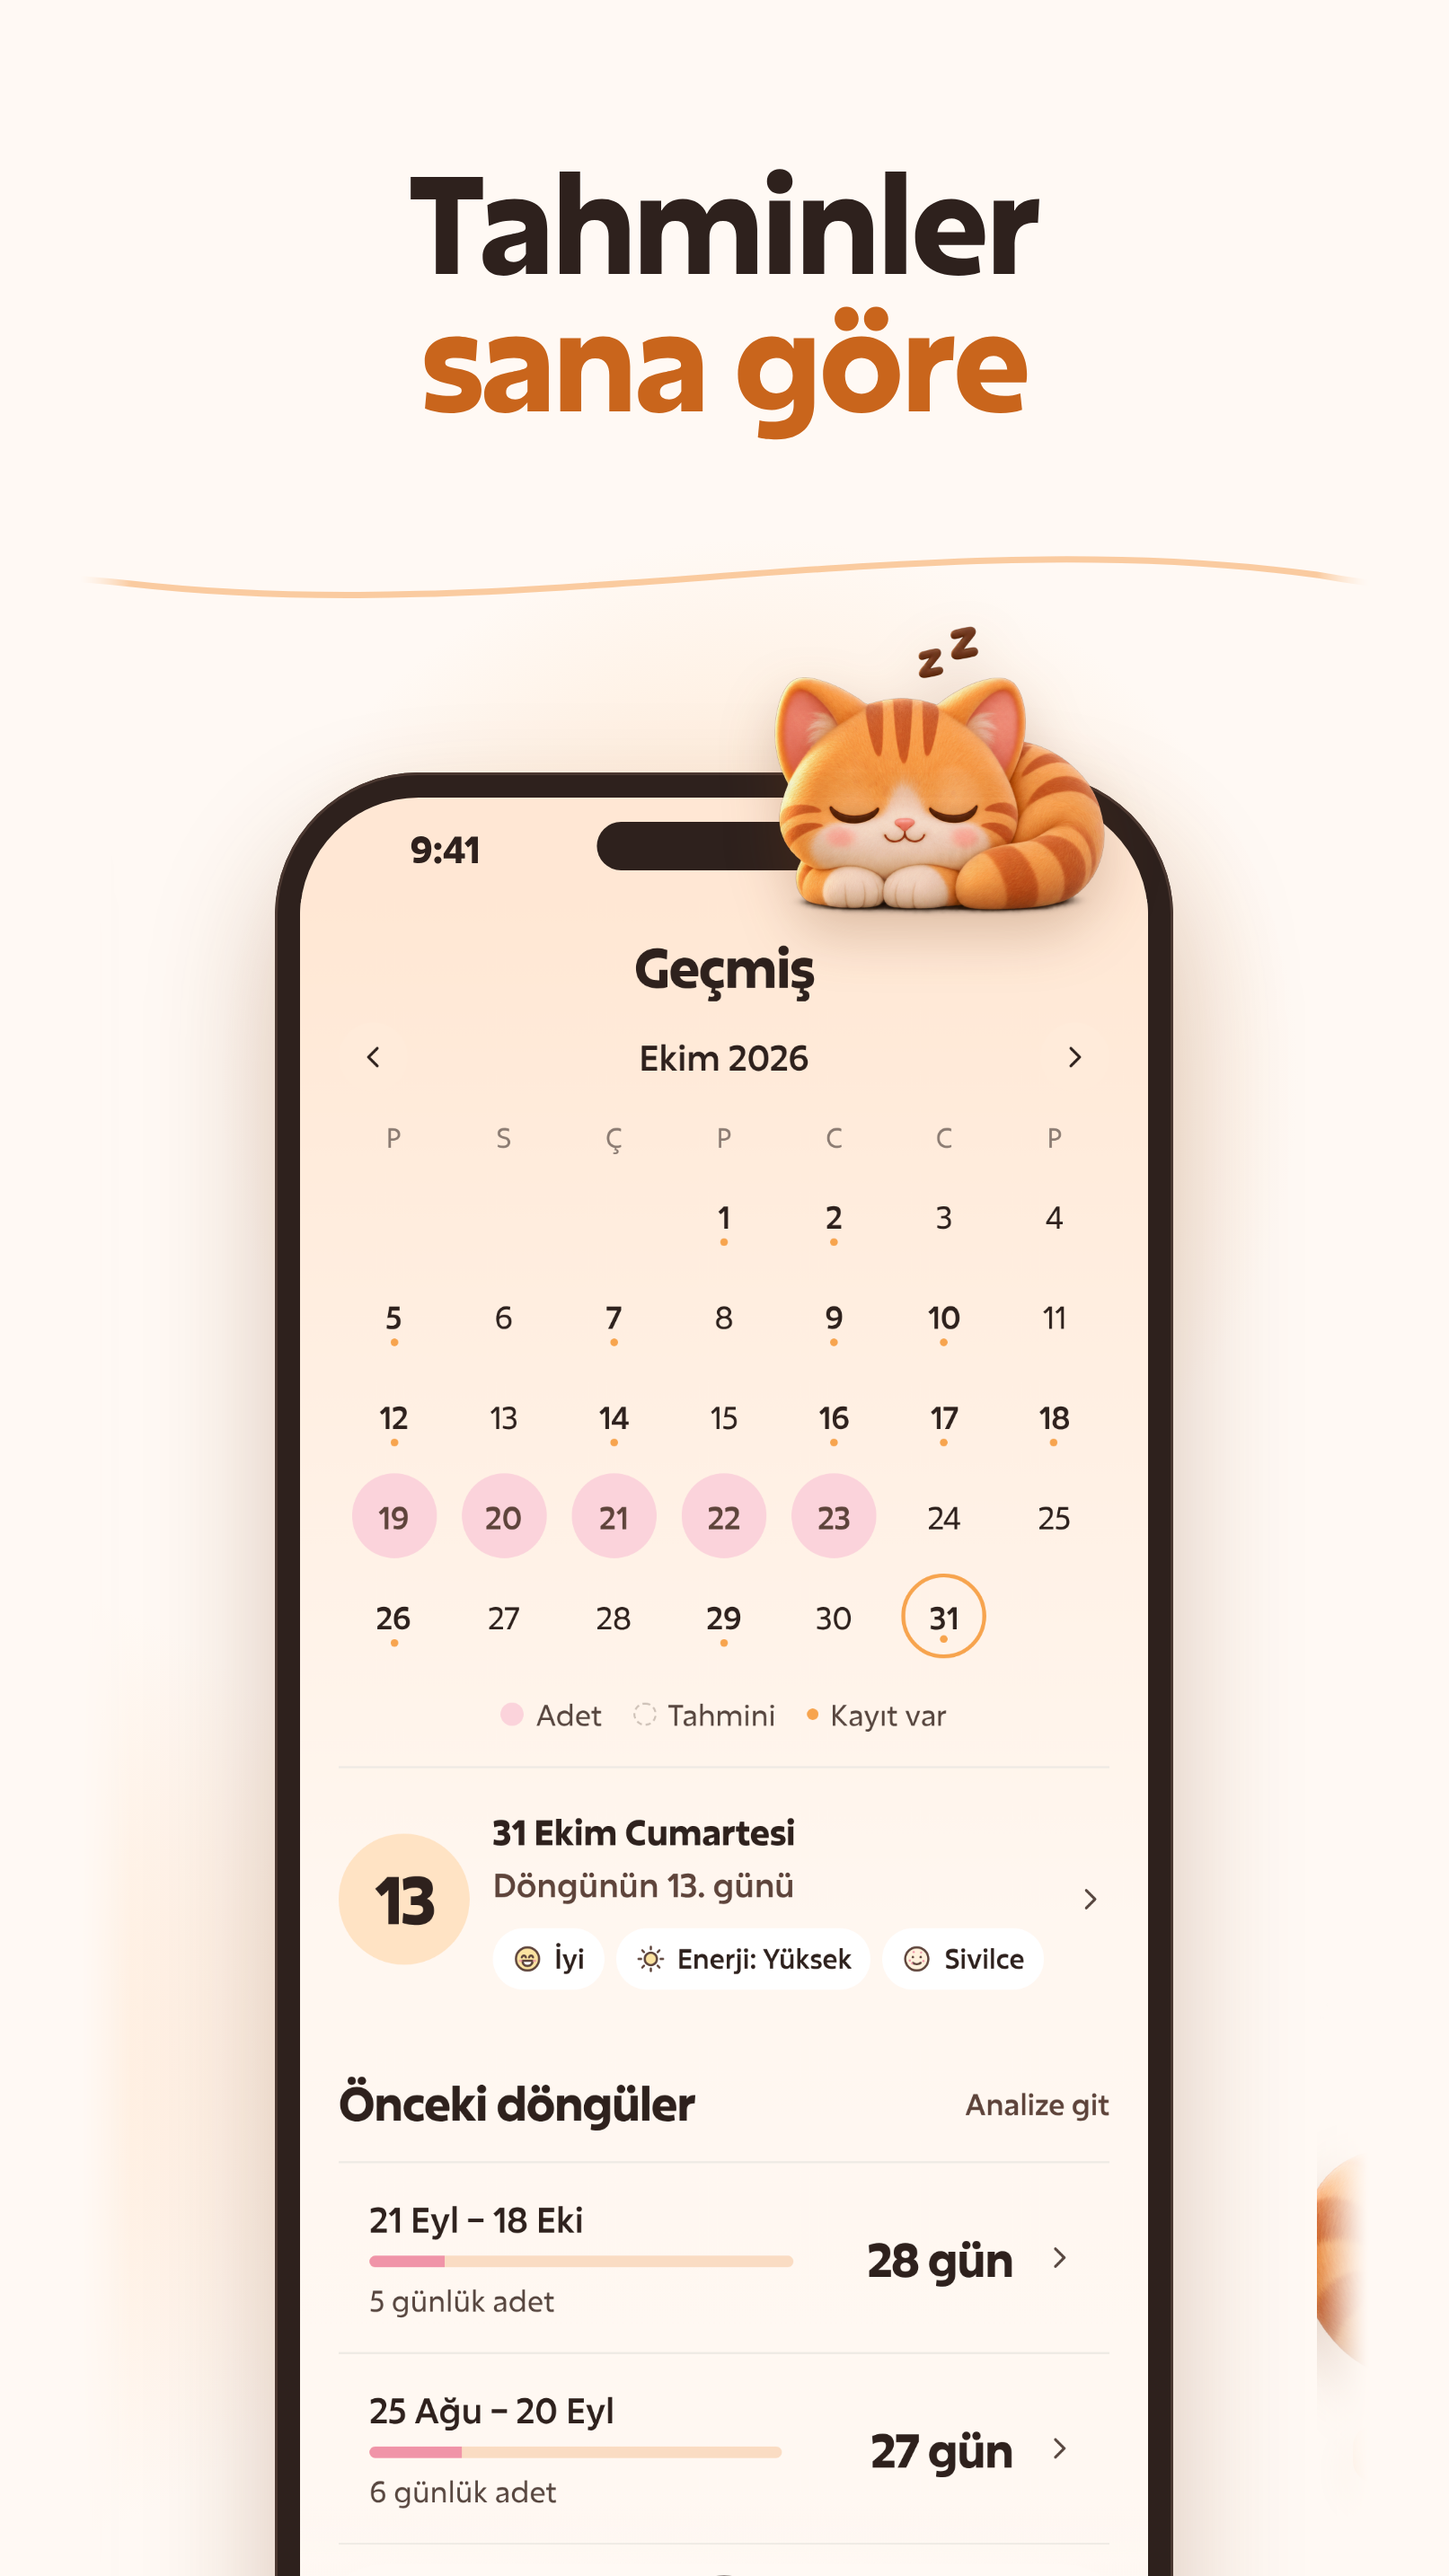 Tahminler
sana göre
z z
9:41
Geçmiş
Ekim 2026
P S Ç P C C P
1 2 3 4
5 6 7 8 9 10 11
12 13 14 15 16 17 18
19 20 21 22 23 24 25
26 27 28 29 30 31
Adet Tahmini Kayıt var
13
31 Ekim Cumartesi
Döngünün 13. günü
İyi Enerji: Yüksek Sivilce
Önceki döngüler Analize git
21 Eyl – 18 Eki
28 gün
5 günlük adet
25 Ağu – 20 Eyl
27 gün
6 günlük adet